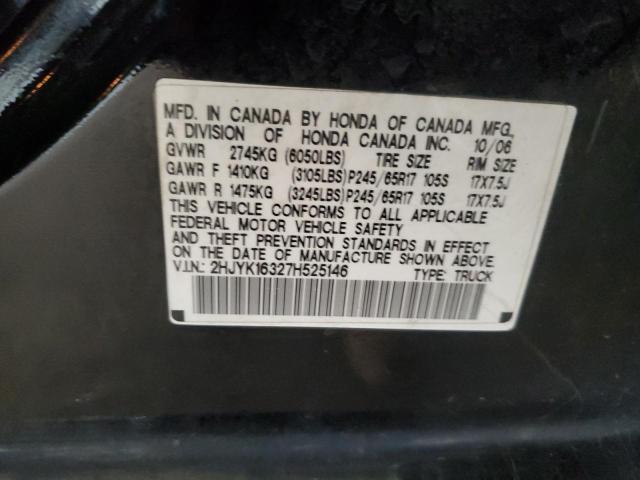 MFD. IN CANADA BY HONDA OF CANADA MFG.,
A DIVISION OF HONDA CANADA INC. 10/06
GVWR 2745KG (6050LBS) TIRE SIZE RIM SIZE
GAWR F 1410KG (3105LBS)P245/65R17 105S 17X7.5J
GAWR R 1475KG (3245LBS)P245/65R17 105S 17X7.5J
THIS VEHICLE CONFORMS TO ALL APPLICABLE
FEDERAL MOTOR VEHICLE SAFETY
AND THEFT PREVENTION STANDARDS IN EFFECT
ON THE DATE OF MANUFACTURE SHOWN ABOVE.
V.I.N.: 2HJYK16327H525146 TYPE: TRUCK